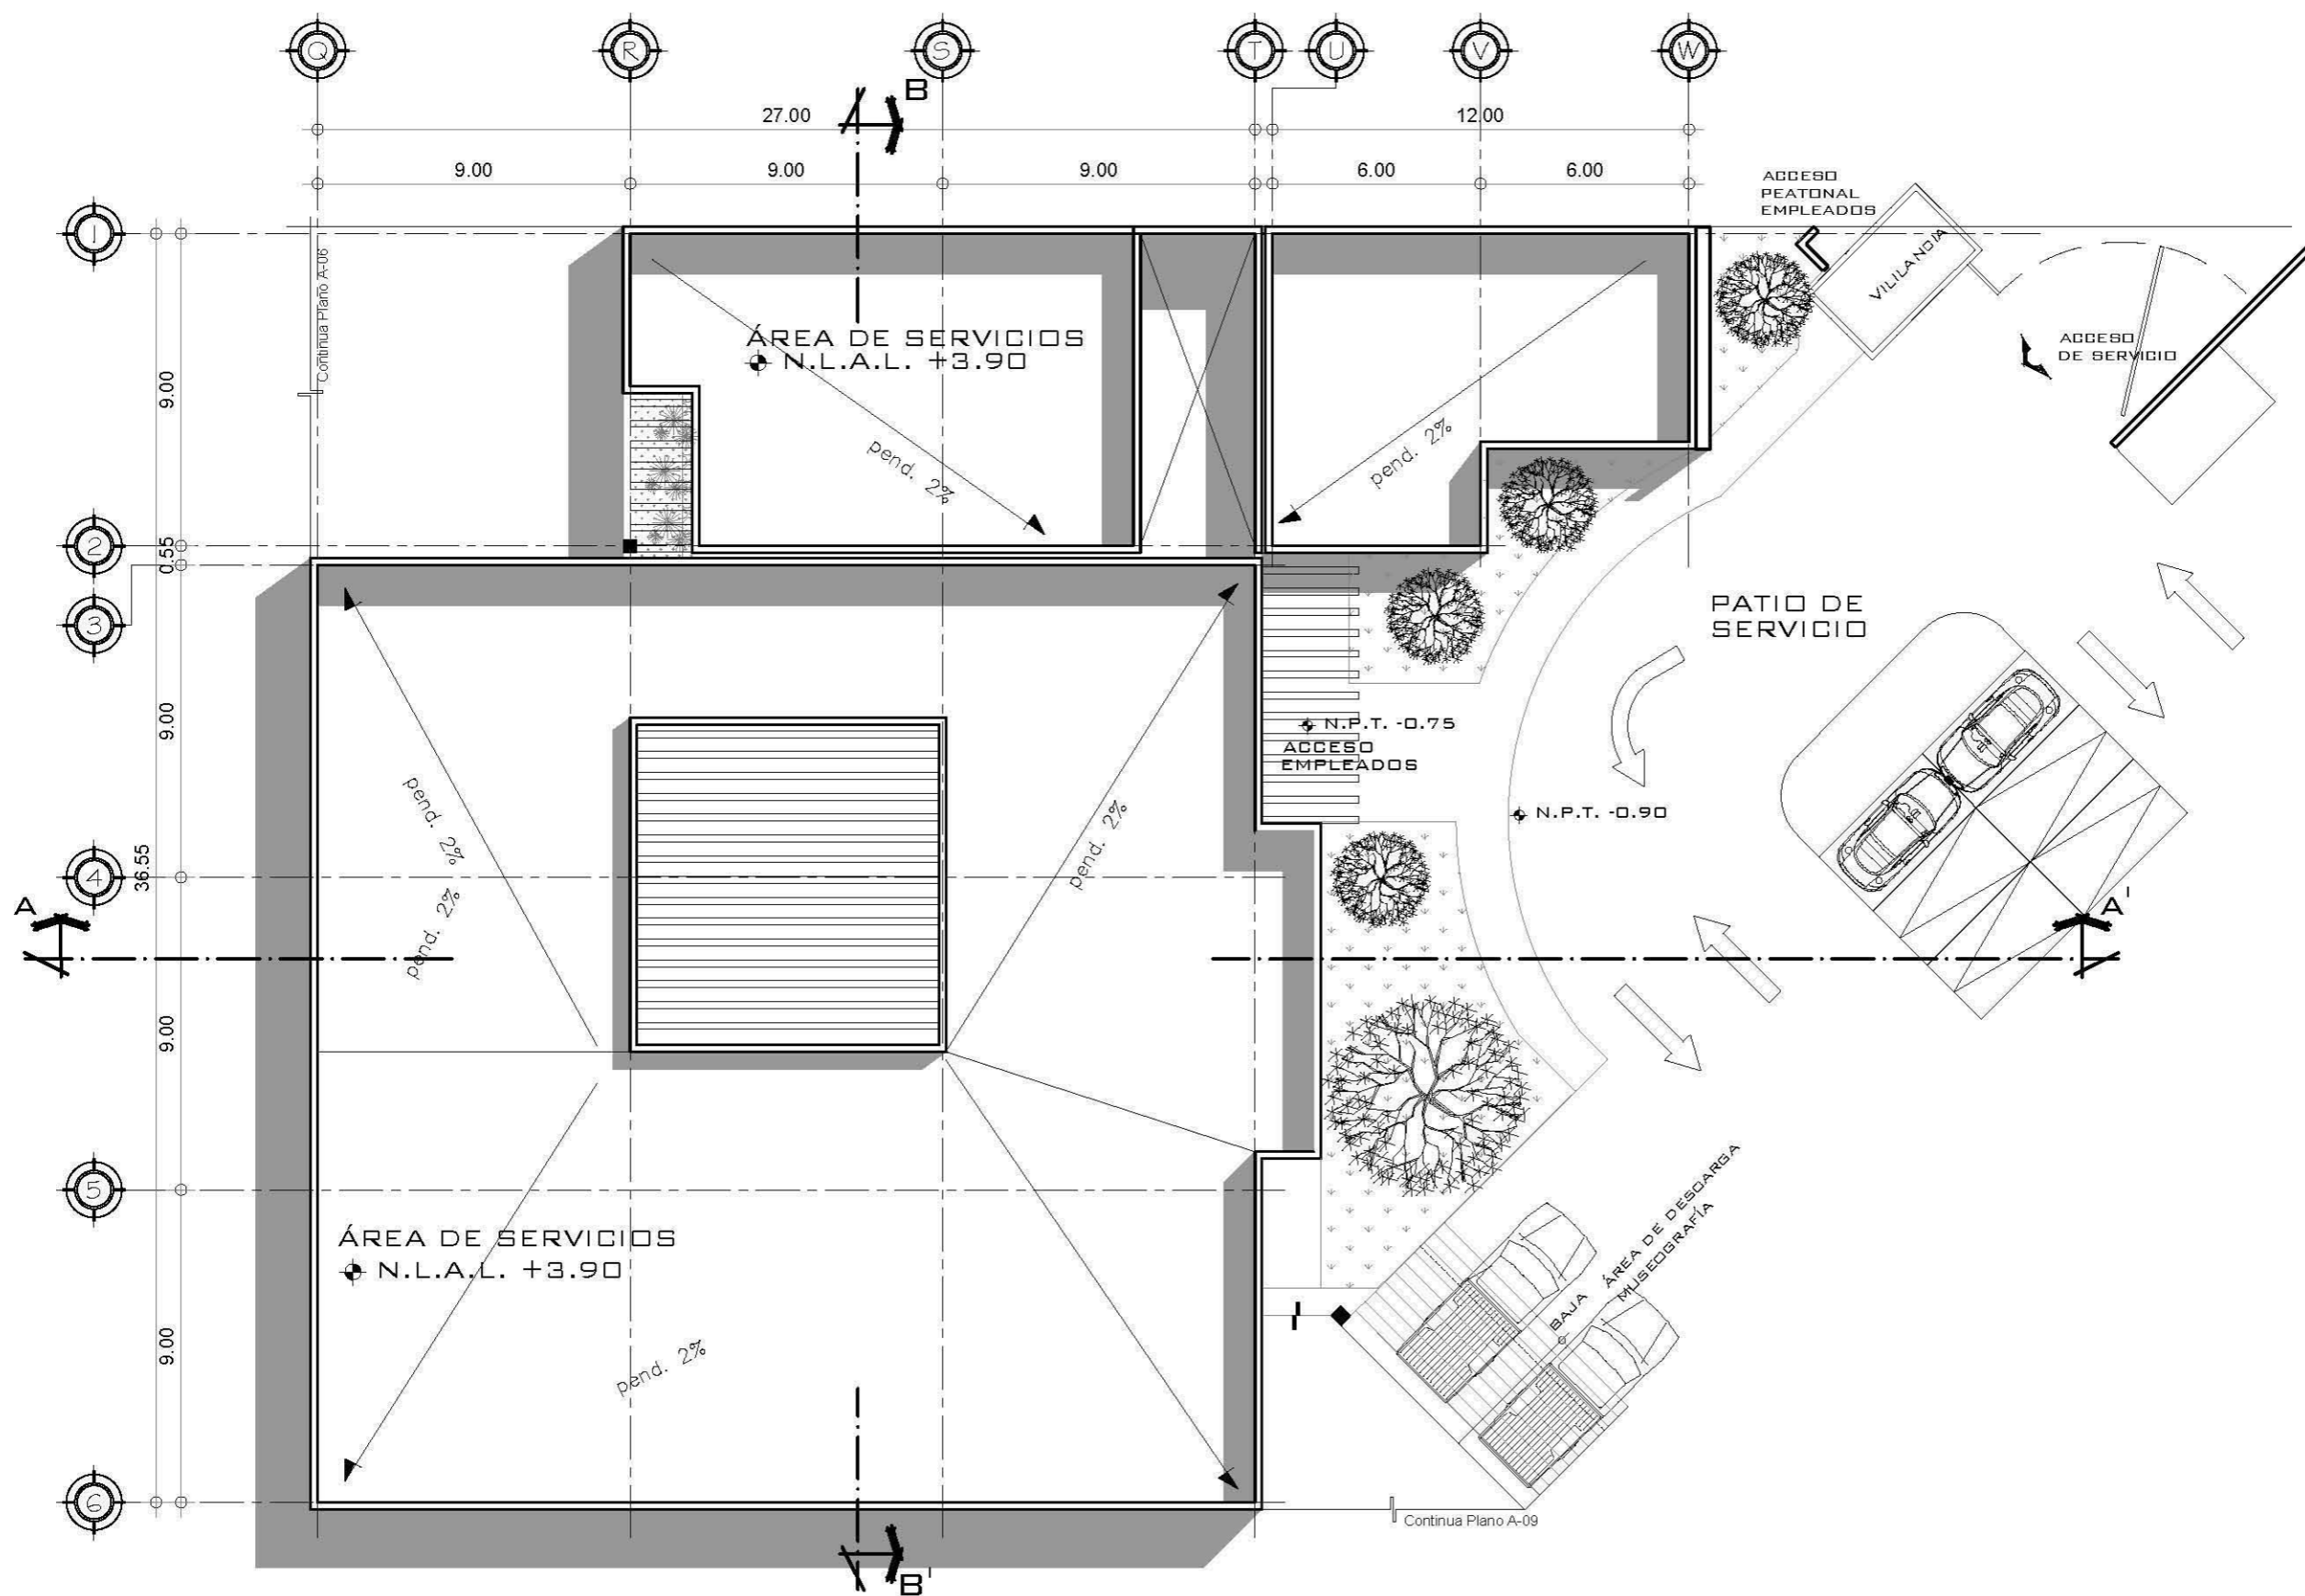 Q R S T U V W
B
27.00 12.00
9.00 9.00 9.00 6.00 6.00
1
2
3
4
5
6
9.00
0.55
9.00
36.55
9.00
9.00
Continua Plano A-06
ACCESO
PEATONAL
EMPLEADOS
VILILANCIA
ACCESO
DE SERVICIO
ÁREA DE SERVICIOS
N.L.A.L. +3.90
pend. 2%
pend. 2%
PATIO DE
SERVICIO
N.P.T. -0.75
ACCESO
EMPLEADOS
N.P.T. -0.90
pend. 2%
pend. 2%
pend. 2%
A
A'
ÁREA DE SERVICIOS
N.L.A.L. +3.90
pend. 2%
ÁREA DE DESCARGA
MUSEOGRAFÍA
BAJA
Continua Plano A-09
B'